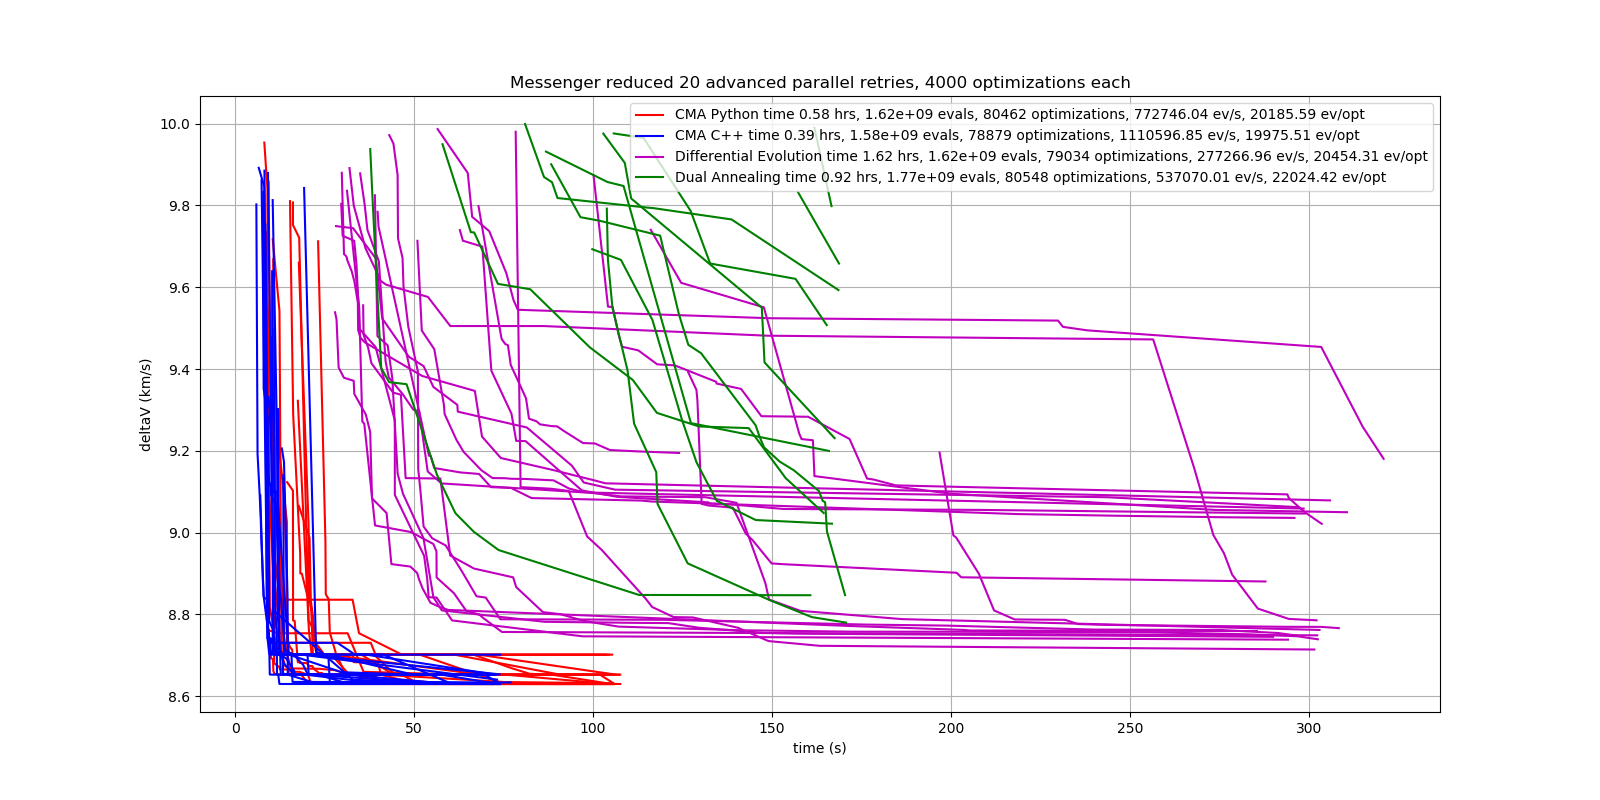 Messenger reduced 20 advanced parallel retries, 4000 optimizations each
CMA Python time 0.58 hrs, 1.62e+09 evals, 80462 optimizations, 772746.04 ev/s, 20185.59 ev/opt
CMA C++ time 0.39 hrs, 1.58e+09 evals, 78879 optimizations, 1110596.85 ev/s, 19975.51 ev/opt
Differential Evolution time 1.62 hrs, 1.62e+09 evals, 79034 optimizations, 277266.96 ev/s, 20454.31 ev/opt
Dual Annealing time 0.92 hrs, 1.77e+09 evals, 80548 optimizations, 537070.01 ev/s, 22024.42 ev/opt
deltaV (km/s)
10.0
9.8
9.6
9.4
9.2
9.0
8.8
8.6
0 50 100 150 200 250 300
time (s)